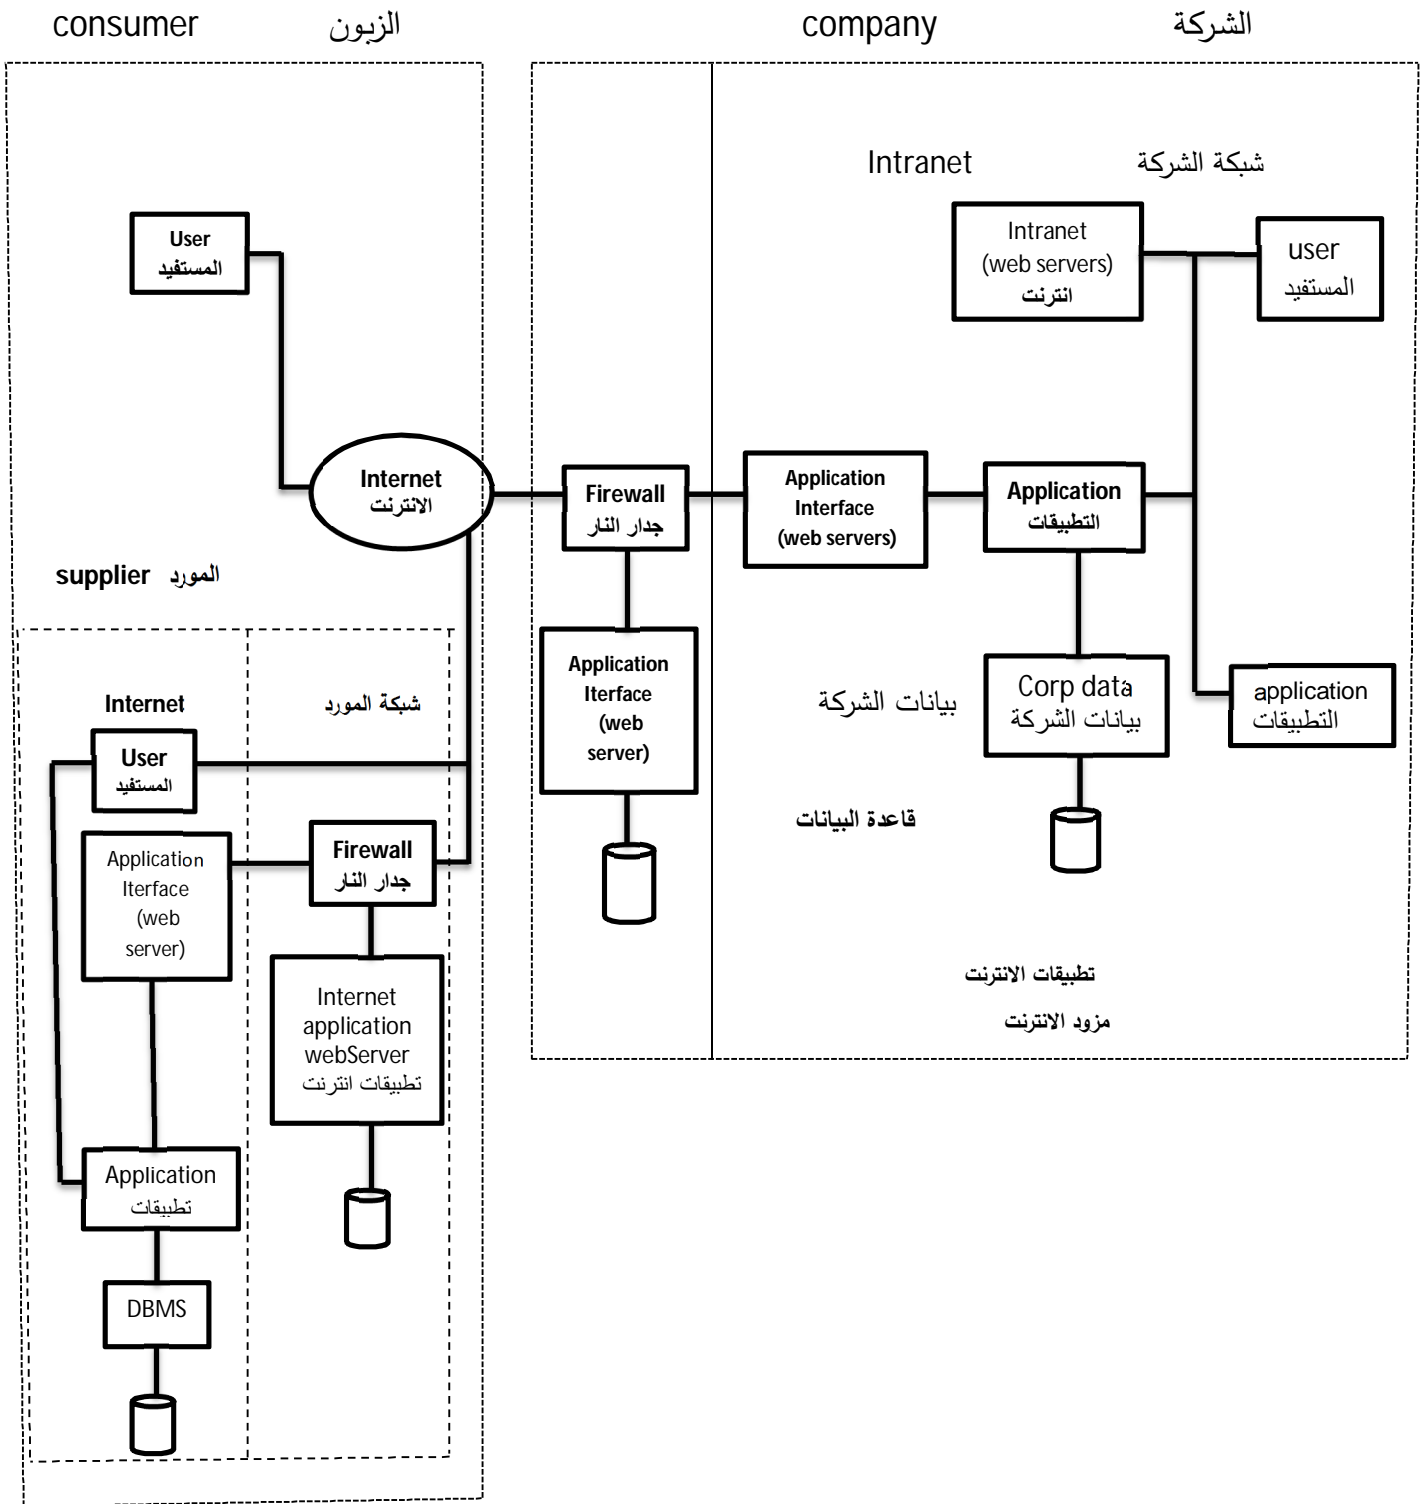 consumer الزبون
company الشركة
Intranet شبكة الشركة
User
المستفيد
Intranet
(web servers)
انترنت
user
المستفيد
Internet
الانترنت
Firewall
جدار النار
Application
Interface
(web servers)
Application
التطبيقات
supplier المورد
Application
Iterface
(web
server)
بيانات الشركة
Corp data
بيانات الشركة
application
التطبيقات
Internet
شبكة المورد
User
المستفيد
قاعدة البيانات
Application
Iterface
(web
server)
Firewall
جدار النار
تطبيقات الانترنت
مزود الانترنت
Internet
application
webServer
تطبيقات انترنت
Application
تطبيقات
DBMS